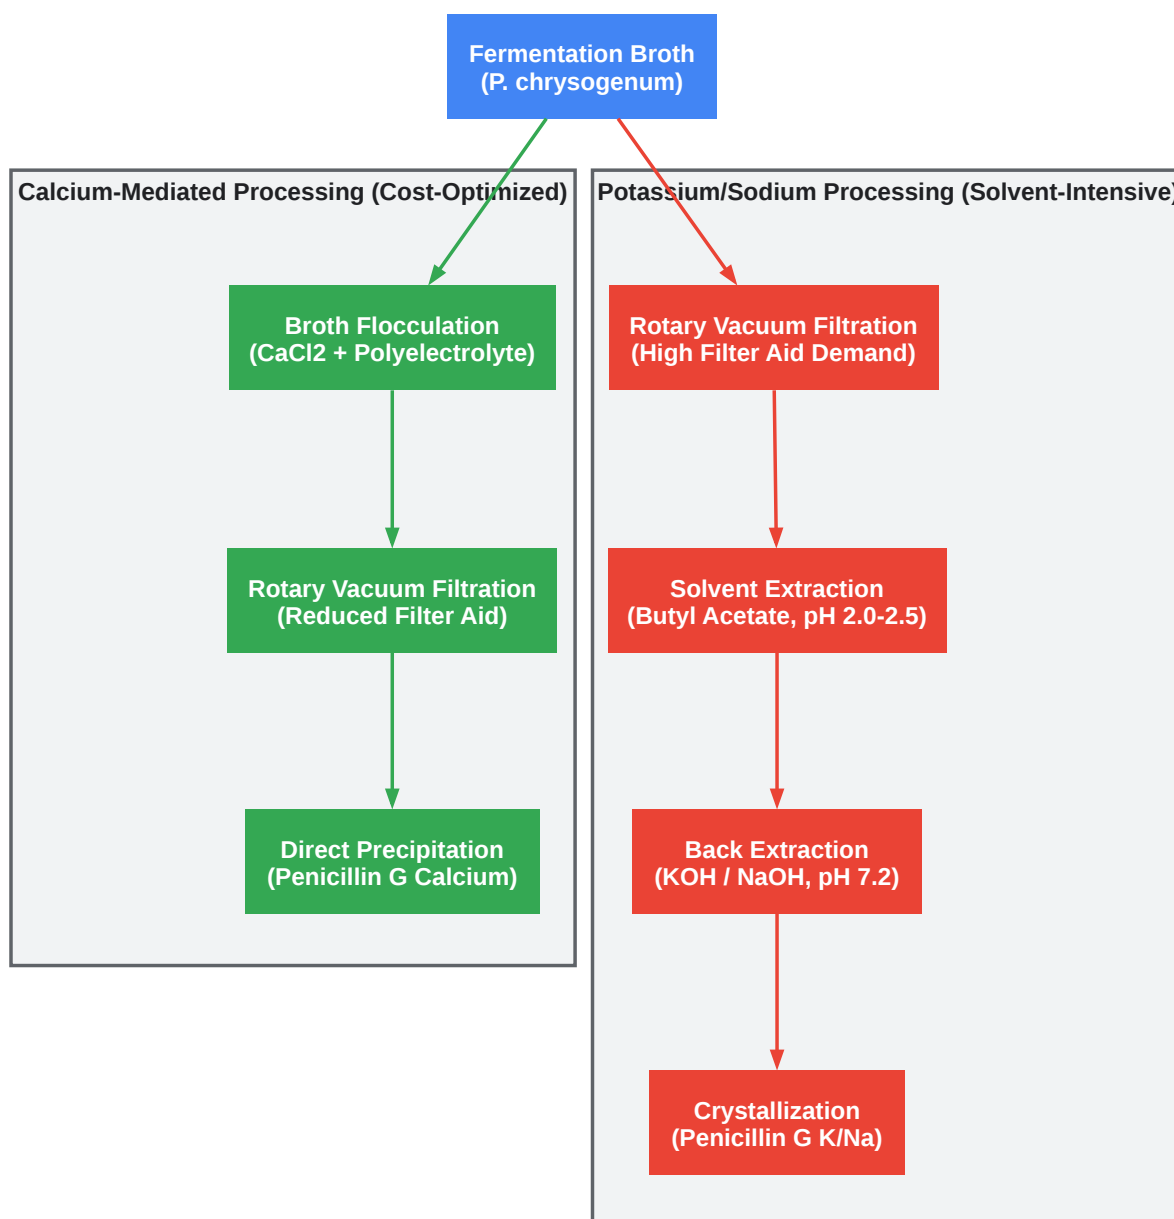 Fermentation Broth
(P. chrysogenum)
Calcium-Mediated Processing (Cost-Optimized)
Broth Flocculation
(CaCl2 + Polyelectrolyte)
Rotary Vacuum Filtration
(Reduced Filter Aid)
Direct Precipitation
(Penicillin G Calcium)
Potassium/Sodium Processing (Solvent-Intensive)
Rotary Vacuum Filtration
(High Filter Aid Demand)
Solvent Extraction
(Butyl Acetate, pH 2.0-2.5)
Back Extraction
(KOH / NaOH, pH 7.2)
Crystallization
(Penicillin G K/Na)